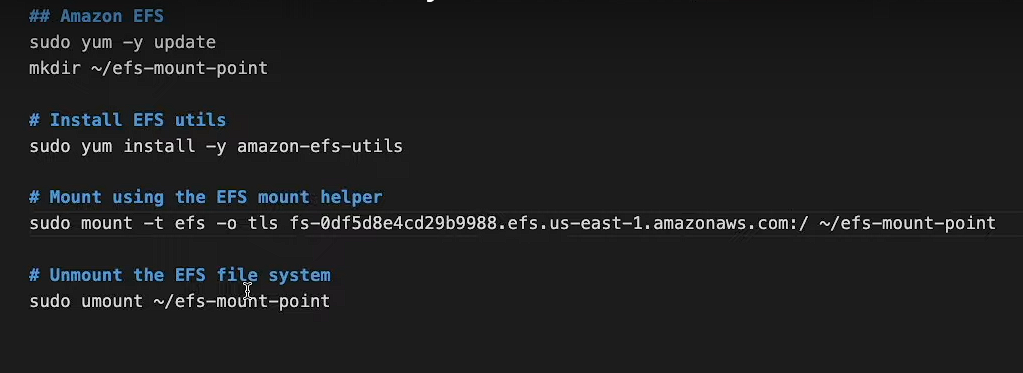 ## Amazon EFS
sudo yum -y update
mkdir ~/efs-mount-point
# Install EFS utils
sudo yum install -y amazon-efs-utils
# Mount using the EFS mount helper
sudo mount -t efs -o tls fs-0df5d8e4cd29b9988.efs.us-east-1.amazonaws.com:/ ~/efs-mount-point
# Unmount the EFS file system
sudo umount ~/efs-mount-point